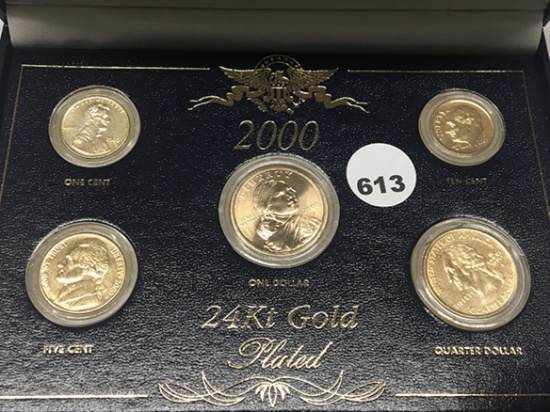 2000
613
ONE CENT
TEN CENT
LIBERTY
ONE DOLLAR
FIVE CENT
QUARTER DOLLAR
24Kt Gold
Plated